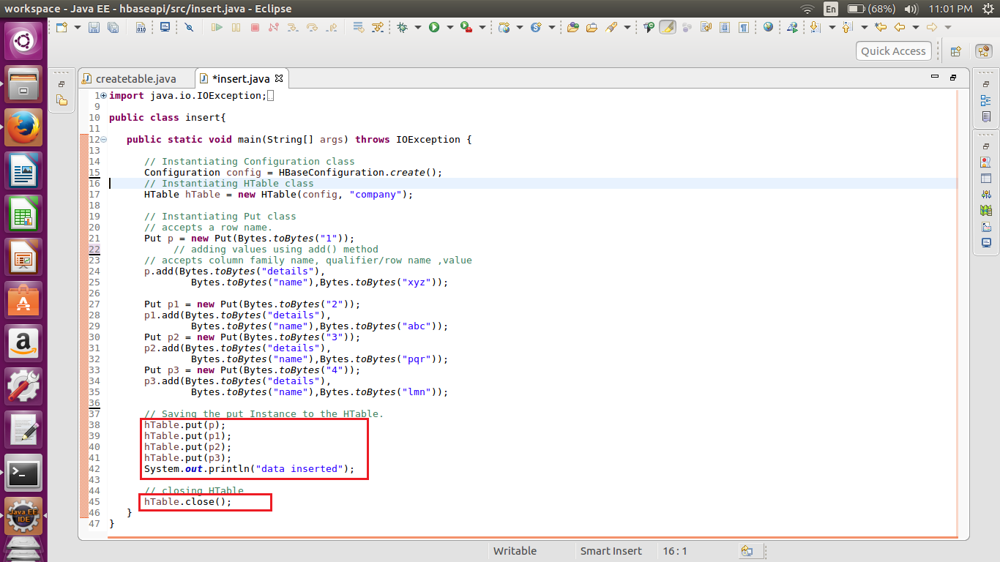 workspace - Java EE - hbaseapi/src/insert.java - Eclipse
En
(68%)
11:01 PM
010
Quick Access
createtable.java
*insert.java
1 import java.io.IOException;
9
10 public class insert{
11
12 public static void main(String[] args) throws IOException {
13
14 // Instantiating Configuration class
15 Configuration config = HBaseConfiguration.create();
16 // Instantiating HTable class
17 HTable hTable = new HTable(config, "company");
18
19 // Instantiating Put class
20 // accepts a row name.
21 Put p = new Put(Bytes.toBytes("1"));
22 // adding values using add() method
23 // accepts column family name, qualifier/row name ,value
24 p.add(Bytes.toBytes("details"),
25 Bytes.toBytes("name"),Bytes.toBytes("xyz"));
26
27 Put p1 = new Put(Bytes.toBytes("2"));
28 p1.add(Bytes.toBytes("details"),
29 Bytes.toBytes("name"),Bytes.toBytes("abc"));
30 Put p2 = new Put(Bytes.toBytes("3"));
31 p2.add(Bytes.toBytes("details"),
32 Bytes.toBytes("name"),Bytes.toBytes("pqr"));
33 Put p3 = new Put(Bytes.toBytes("4"));
34 p3.add(Bytes.toBytes("details"),
35 Bytes.toBytes("name"),Bytes.toBytes("lmn"));
36
37 // Saving the put Instance to the HTable.
38 hTable.put(p);
39 hTable.put(p1);
40 hTable.put(p2);
41 hTable.put(p3);
42 System.out.println("data inserted");
43
44 // closing HTable
45 hTable.close();
46 }
47 }
Java EE
IDE
Writable
Smart Insert
16 : 1